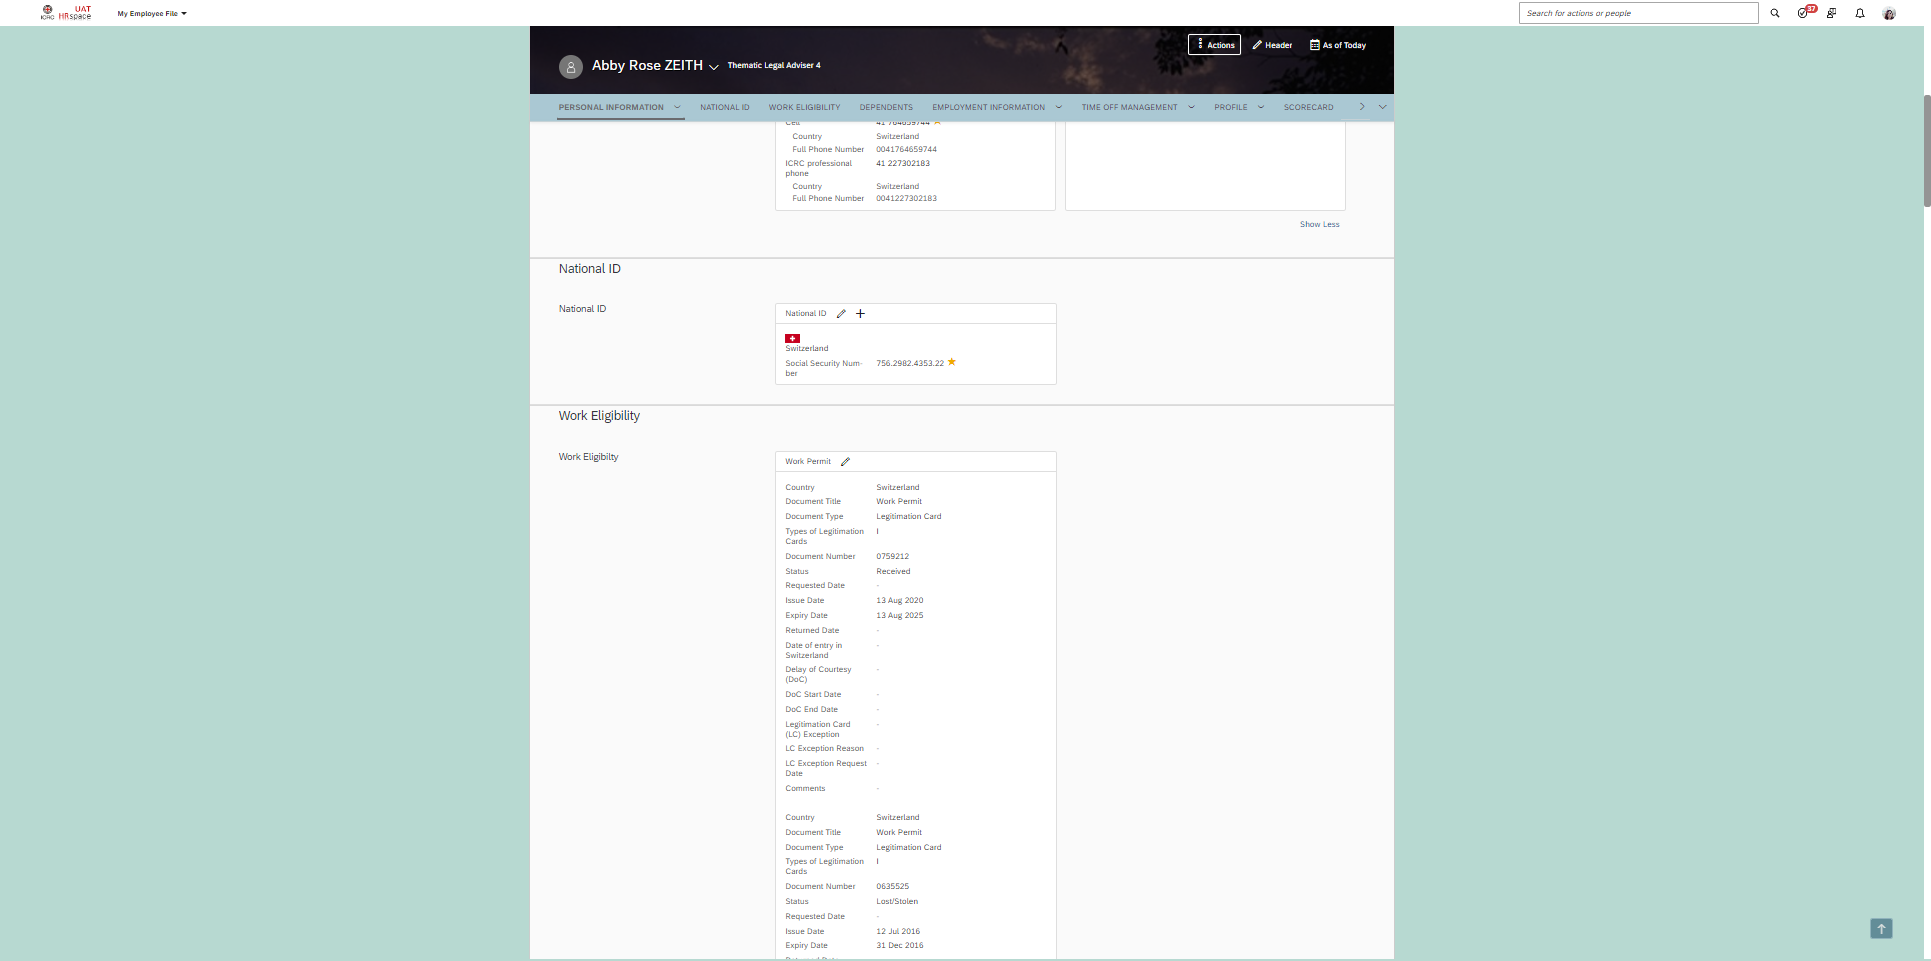 ICRC
UAT
HRspace
My Employee File
Search for actions or people
37
Actions
Header
As of Today
Abby Rose ZEITH
Thematic Legal Adviser 4
PERSONAL INFORMATION
NATIONAL ID
WORK ELIGIBILITY
DEPENDENTS
EMPLOYMENT INFORMATION
TIME OFF MANAGEMENT
PROFILE
SCORECARD
Cell 41 764659744
Country Switzerland
Full Phone Number 0041764659744
ICRC professional 41 227302183
phone
Country Switzerland
Full Phone Number 0041227302183
Show Less
National ID
National ID
National ID
Switzerland
Social Security Num- 756.2982.4353.22
ber
Work Eligibility
Work Eligibilty
Work Permit
Country Switzerland
Document Title Work Permit
Document Type Legitimation Card
Types of Legitimation I
Cards
Document Number 0759212
Status Received
Requested Date -
Issue Date 13 Aug 2020
Expiry Date 13 Aug 2025
Returned Date -
Date of entry in -
Switzerland
Delay of Courtesy -
(DoC)
DoC Start Date -
DoC End Date -
Legitimation Card -
(LC) Exception
LC Exception Reason -
LC Exception Request -
Date
Comments -
Country Switzerland
Document Title Work Permit
Document Type Legitimation Card
Types of Legitimation I
Cards
Document Number 0635525
Status Lost/Stolen
Requested Date -
Issue Date 12 Jul 2016
Expiry Date 31 Dec 2016